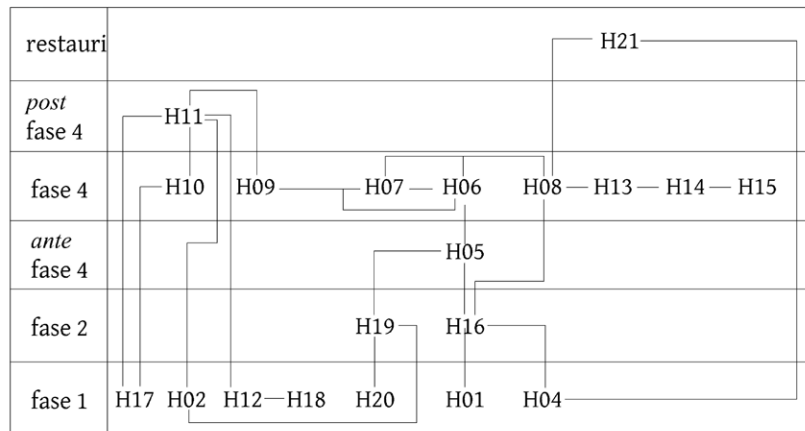 restauri H21
post
fase 4 H11
fase 4 H10 H09 H07 H06 H08 H13 H14 H15
ante
fase 4 H05
fase 2 H19 H16
fase 1 H17 H02 H12 H18 H20 H01 H04